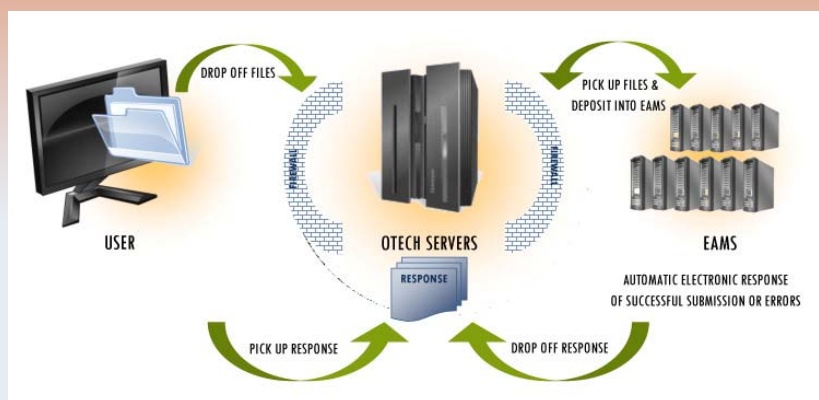 DROP OFF FILES
PICK UP FILES &
DEPOSIT INTO EAMS
FIREWALL
FIREWALL
USER
OTECH SERVERS
EAMS
RESPONSE
AUTOMATIC ELECTRONIC RESPONSE
OF SUCCESSFUL SUBMISSION OR ERRORS
PICK UP RESPONSE
DROP OFF RESPONSE